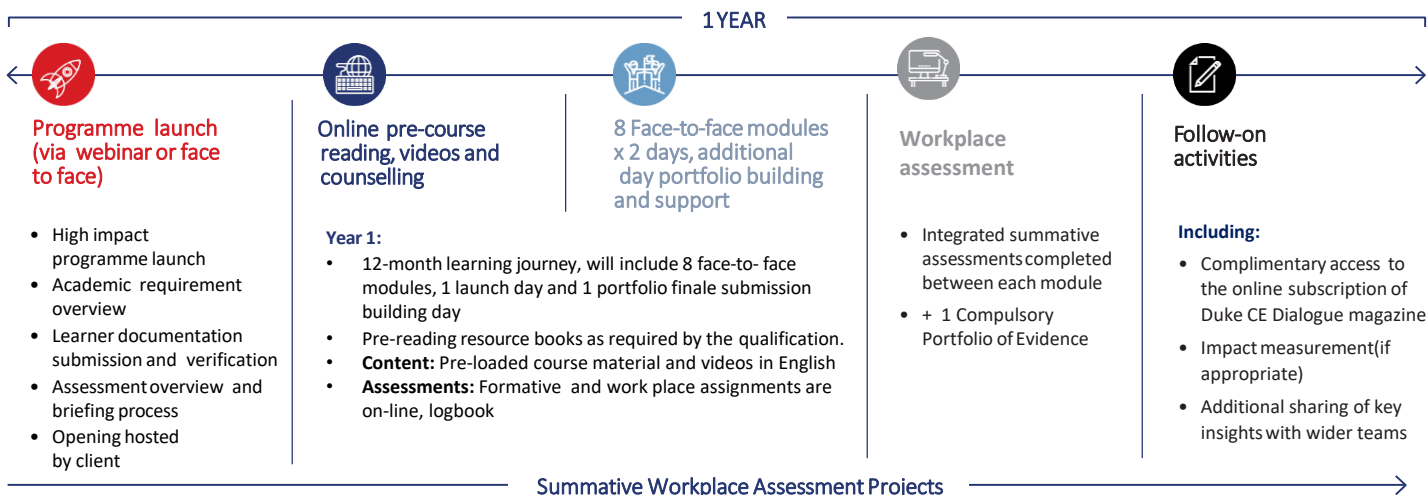 1 YEAR
Programme launch
(via webinar or face
to face)
• High impact
programme launch
• Academic requirement
overview
• Learner documentation
submission and verification
• Assessment overview and
briefing process
• Opening hosted
by client
Online pre-course
reading, videos and
counselling
8 Face-to-face modules
x 2 days, additional
day portfolio building
and support
Year 1:
• 12-month learning journey, will include 8 face-to- face
modules, 1 launch day and 1 portfolio finale submission
building day
• Pre-reading resource books as required by the qualification.
• Content: Pre-loaded course material and videos in English
• Assessments: Formative and work place assignments are
on-line, logbook
Workplace
assessment
• Integrated summative
assessments completed
between each module
• + 1 Compulsory
Portfolio of Evidence
Follow-on
activities
Including:
• Complimentary access to
the online subscription of
Duke CE Dialogue magazine
• Impact measurement(if
appropriate)
• Additional sharing of key
insights with wider teams
Summative Workplace Assessment Projects